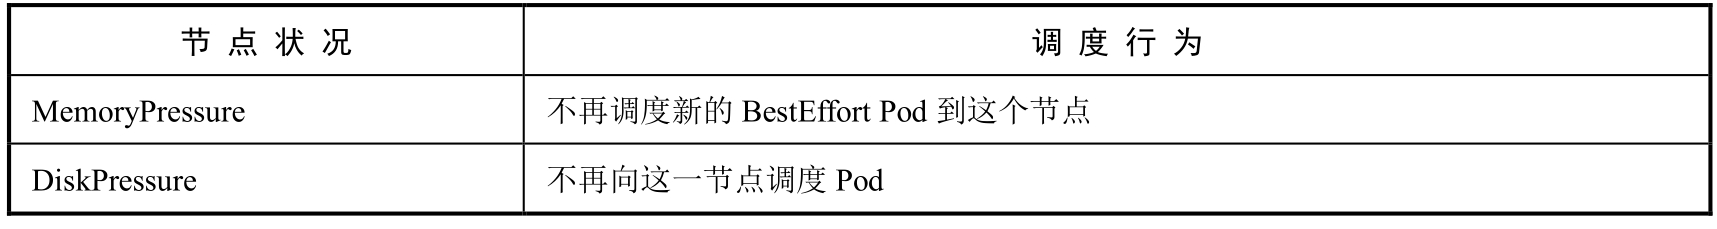 节点状况 调度行为
MemoryPressure 不再调度新的 BestEffort Pod 到这个节点
DiskPressure 不再向这一节点调度 Pod